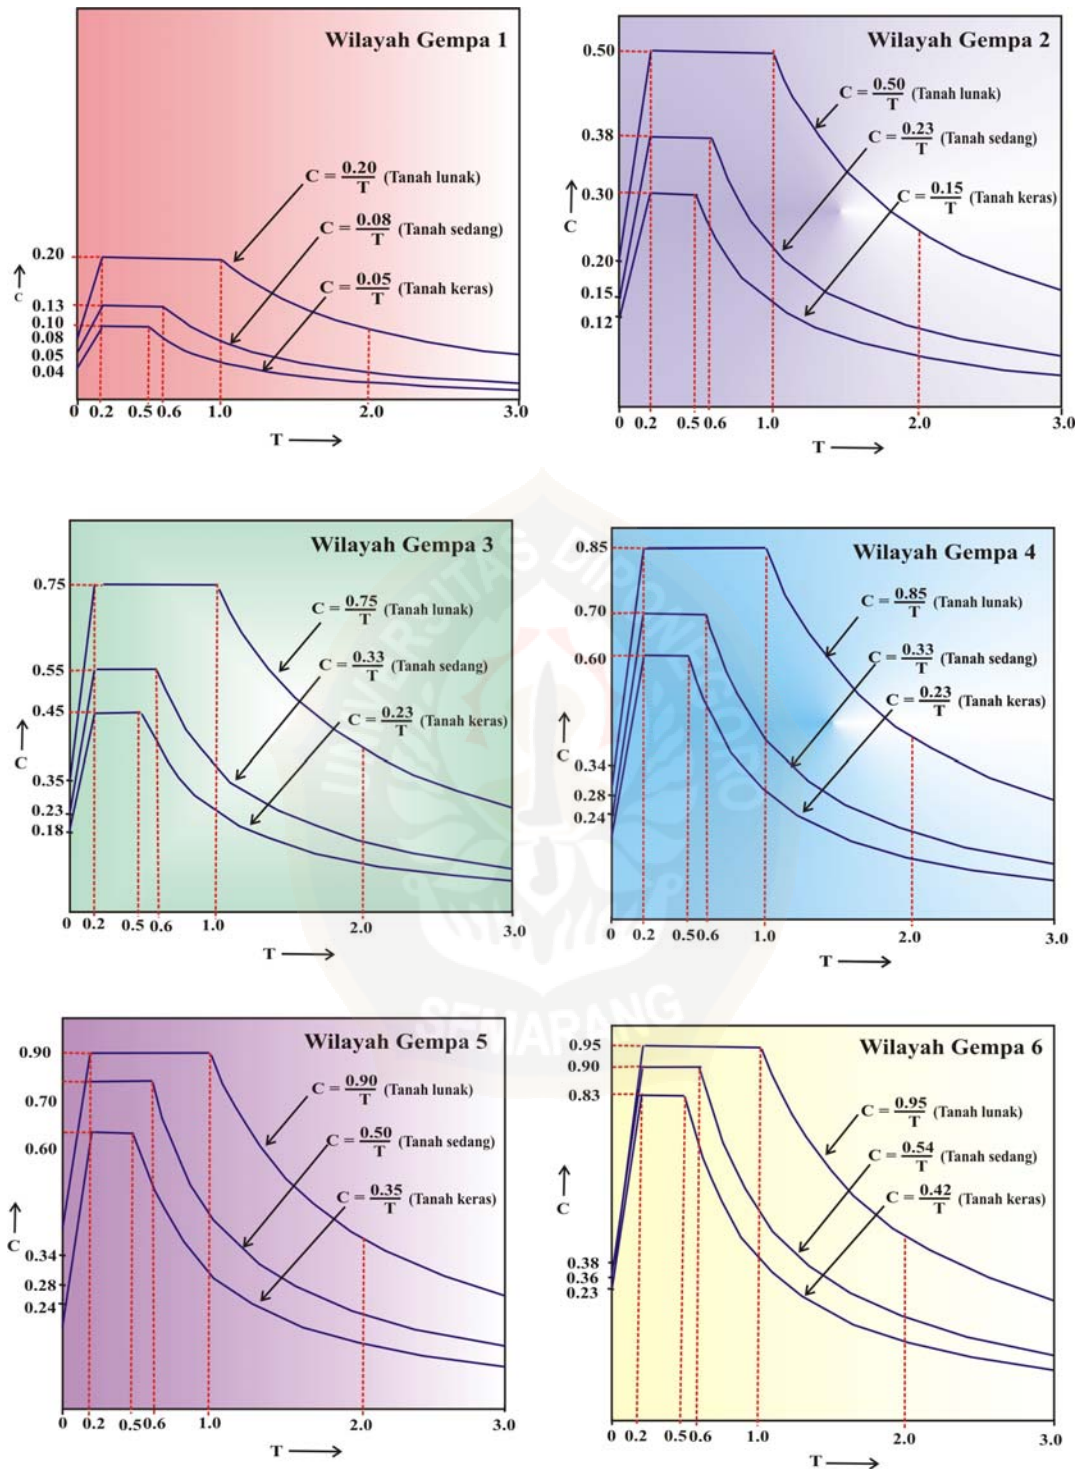 Wilayah Gempa 1
C = 0.20/T (Tanah lunak)
C = 0.08/T (Tanah sedang)
C = 0.05/T (Tanah keras)
0.20
0.13
0.10
0.08
0.05
0.04
C
0 0.2 0.5 0.6 1.0 2.0 3.0
T
Wilayah Gempa 2
C = 0.50/T (Tanah lunak)
C = 0.23/T (Tanah sedang)
C = 0.15/T (Tanah keras)
0.50
0.38
0.30
0.20
0.15
0.12
C
0 0.2 0.5 0.6 1.0 2.0 3.0
T
Wilayah Gempa 3
C = 0.75/T (Tanah lunak)
C = 0.33/T (Tanah sedang)
C = 0.23/T (Tanah keras)
0.75
0.55
0.45
0.35
0.23
0.18
C
0 0.2 0.5 0.6 1.0 2.0 3.0
T
Wilayah Gempa 4
C = 0.85/T (Tanah lunak)
C = 0.33/T (Tanah sedang)
C = 0.23/T (Tanah keras)
0.85
0.70
0.60
0.34
0.28
0.24
C
0 0.2 0.5 0.6 1.0 2.0 3.0
T
Wilayah Gempa 5
C = 0.90/T (Tanah lunak)
C = 0.50/T (Tanah sedang)
C = 0.35/T (Tanah keras)
0.90
0.70
0.60
0.34
0.28
0.24
C
0 0.2 0.5 0.6 1.0 2.0 3.0
T
Wilayah Gempa 6
C = 0.95/T (Tanah lunak)
C = 0.54/T (Tanah sedang)
C = 0.42/T (Tanah keras)
0.95
0.90
0.83
0.38
0.36
0.23
C
0 0.2 0.5 0.6 1.0 2.0 3.0
T
UNIVERSITAS DIPONEGORO
SEMARANG